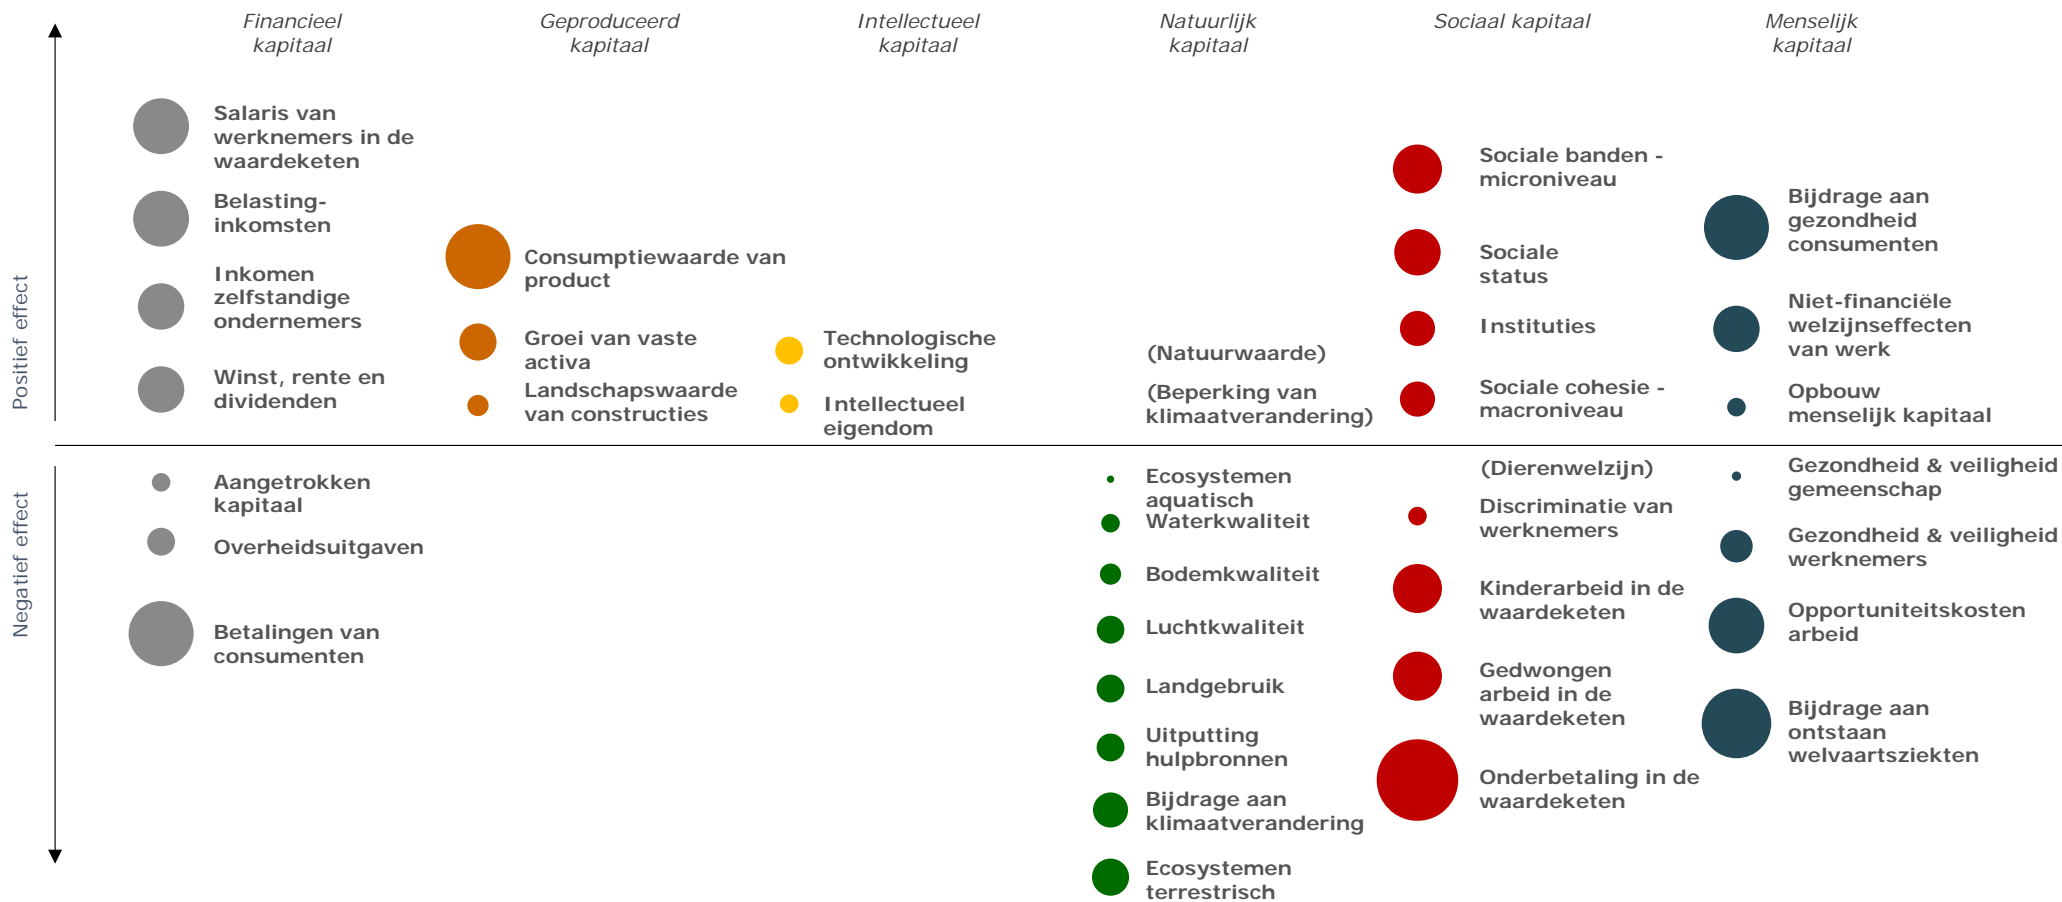 Financieel
kapitaal
Geproduceerd
kapitaal
Intellectueel
kapitaal
Natuurlijk
kapitaal
Sociaal kapitaal
Menselijk
kapitaal
Positief effect
Salaris van
werknemers in de
waardeketen
Belasting-
inkomsten
Inkomen
zelfstandige
ondernemers
Winst, rente en
dividenden
Consumptiewaarde van
product
Groei van vaste
activa
Landschapswaarde
van constructies
Technologische
ontwikkeling
Intellectueel
eigendom
(Natuurwaarde)
(Beperking van
klimaatverandering)
Sociale banden -
microniveau
Sociale
status
Instituties
Sociale cohesie -
macroniveau
Bijdrage aan
gezondheid
consumenten
Niet-financiële
welzijnseffecten
van werk
Opbouw
menselijk kapitaal
Negatief effect
Aangetrokken
kapitaal
Overheidsuitgaven
Betalingen van
consumenten
Ecosystemen
aquatisch
Waterkwaliteit
Bodemkwaliteit
Luchtkwaliteit
Landgebruik
Uitputting
hulpbronnen
Bijdrage aan
klimaatverandering
Ecosystemen
terrestrisch
(Dierenwelzijn)
Discriminatie van
werknemers
Kinderarbeid in de
waardeketen
Gedwongen
arbeid in de
waardeketen
Onderbetaling in de
waardeketen
Gezondheid & veiligheid
gemeenschap
Gezondheid & veiligheid
werknemers
Opportuniteitskosten
arbeid
Bijdrage aan
ontstaan
welvaartsziekten